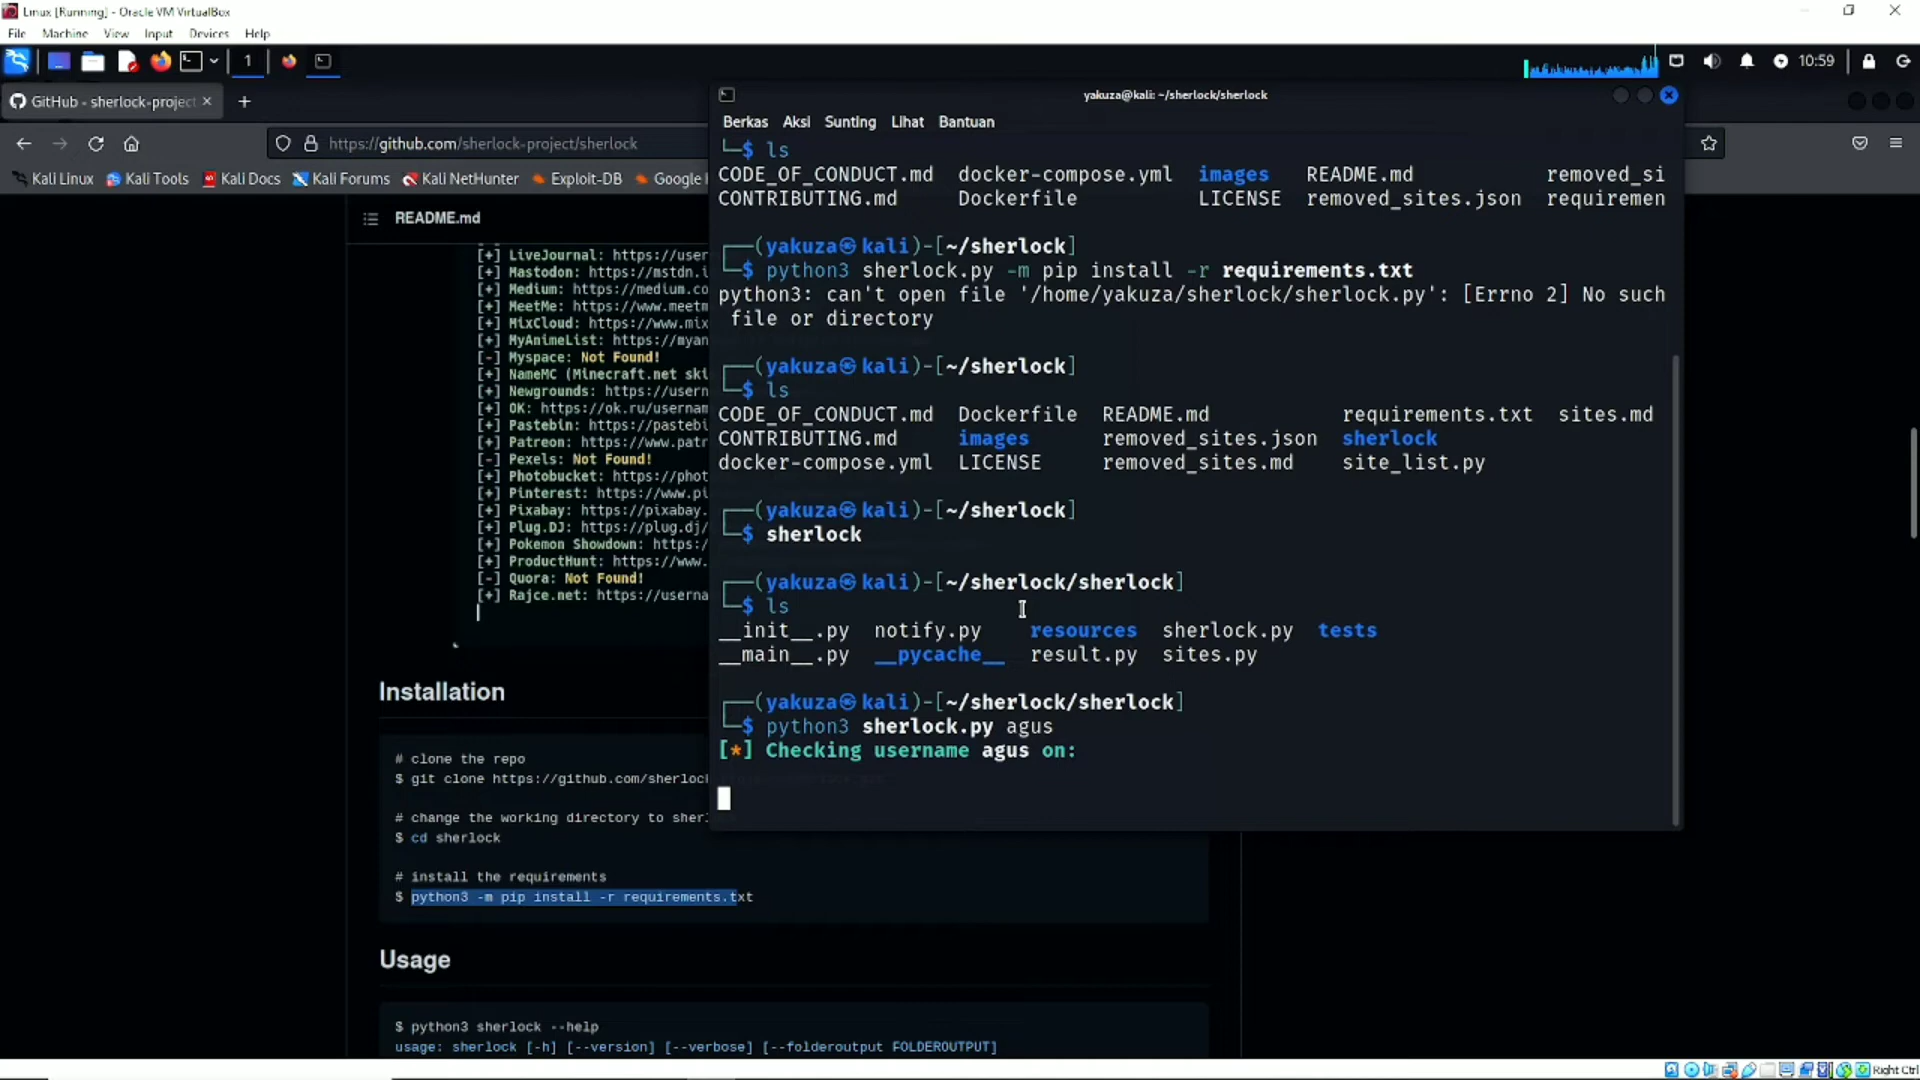 Linux [Running] - Oracle VM VirtualBox
File Machine View Input Devices Help
1
10:59
GitHub - sherlock-project
https://github.com/sherlock-project/sherlock
Kali Linux Kali Tools Kali Docs Kali Forums Kali NetHunter Exploit-DB Google
README.md
[+] LiveJournal: https://user
[+] Mastodon: https://mstdn.i
[+] Medium: https://medium.co
[+] MeetMe: https://www.meetm
[+] MixCloud: https://www.mix
[+] MyAnimeList: https://myan
[-] Myspace: Not Found!
[+] NameMC (Minecraft.net ski
[+] Newgrounds: https://usern
[+] OK: https://ok.ru/usernam
[+] Pastebin: https://pastebi
[+] Patreon: https://www.patr
[-] Pexels: Not Found!
[+] Photobucket: https://phot
[+] Pinterest: https://www.pi
[+] Pixabay: https://pixabay.
[+] Plug.DJ: https://plug.dj/
[+] Pokemon Showdown: https:/
[+] ProductHunt: https://www.
[-] Quora: Not Found!
[+] Rajce.net: https://userna
Installation
# clone the repo
$ git clone https://github.com/sherloc
# change the working directory to sherl
$ cd sherlock
# install the requirements
$ python3 -m pip install -r requirements.txt
Usage
$ python3 sherlock --help
usage: sherlock [-h] [--version] [--verbose] [--folderoutput FOLDEROUTPUT]
yakuza@kali: ~/sherlock/sherlock
Berkas Aksi Sunting Lihat Bantuan
└─$ ls
CODE_OF_CONDUCT.md docker-compose.yml images README.md removed_si
CONTRIBUTING.md Dockerfile LICENSE removed_sites.json requiremen
┌──(yakuza㉿kali)-[~/sherlock]
└─$ python3 sherlock.py -m pip install -r requirements.txt
python3: can't open file '/home/yakuza/sherlock/sherlock.py': [Errno 2] No such
file or directory
┌──(yakuza㉿kali)-[~/sherlock]
└─$ ls
CODE_OF_CONDUCT.md Dockerfile README.md requirements.txt sites.md
CONTRIBUTING.md images removed_sites.json sherlock
docker-compose.yml LICENSE removed_sites.md site_list.py
┌──(yakuza㉿kali)-[~/sherlock]
└─$ sherlock
┌──(yakuza㉿kali)-[~/sherlock/sherlock]
└─$ ls
__init__.py notify.py resources sherlock.py tests
__main__.py __pycache__ result.py sites.py
┌──(yakuza㉿kali)-[~/sherlock/sherlock]
└─$ python3 sherlock.py agus
[*] Checking username agus on:
Right Ctrl